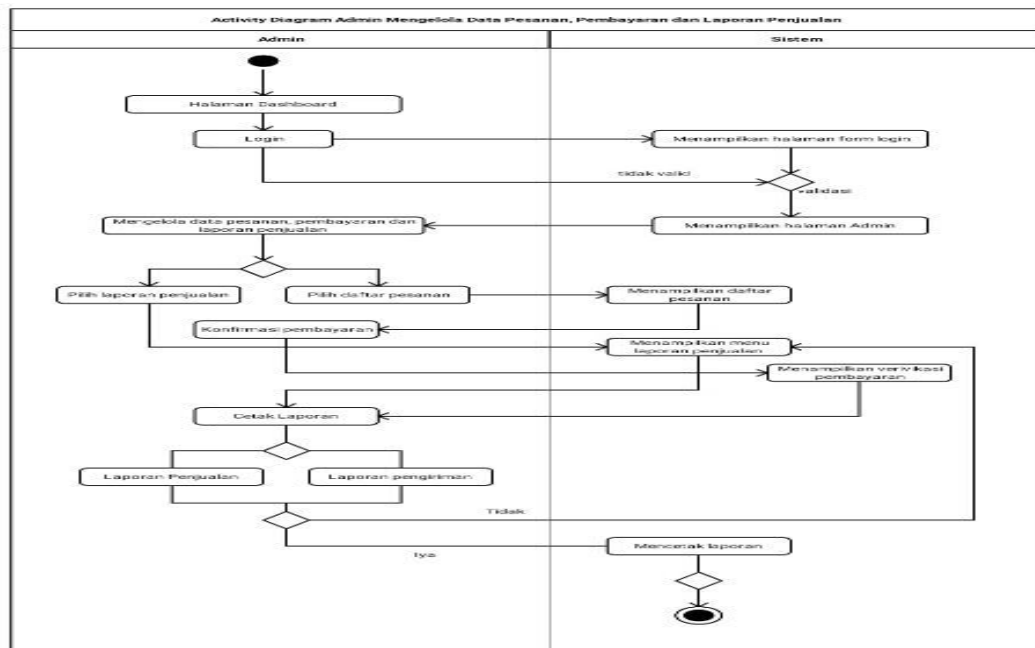 Activity Diagram Admin Mengelola Data Pesanan, Pembayaran dan Laporan Penjualan
Admin
Sistem
Halaman Dashboard
Login
Menampilkan halaman form login
tidak valid
validasi
Mengelola data pesanan, pembayaran dan
laporan penjualan
Menampilkan halaman Admin
Pilih laporan penjualan
Pilih daftar pesanan
Menampilkan daftar
pesanan
Konfirmasi pembayaran
Menampilkan menu
laporan penjualan
Menampilkan verivikasi
pembayaran
Cetak Laporan
Laporan Penjualan
Laporan pengiriman
Tidak
Iya
Mencetak laporan